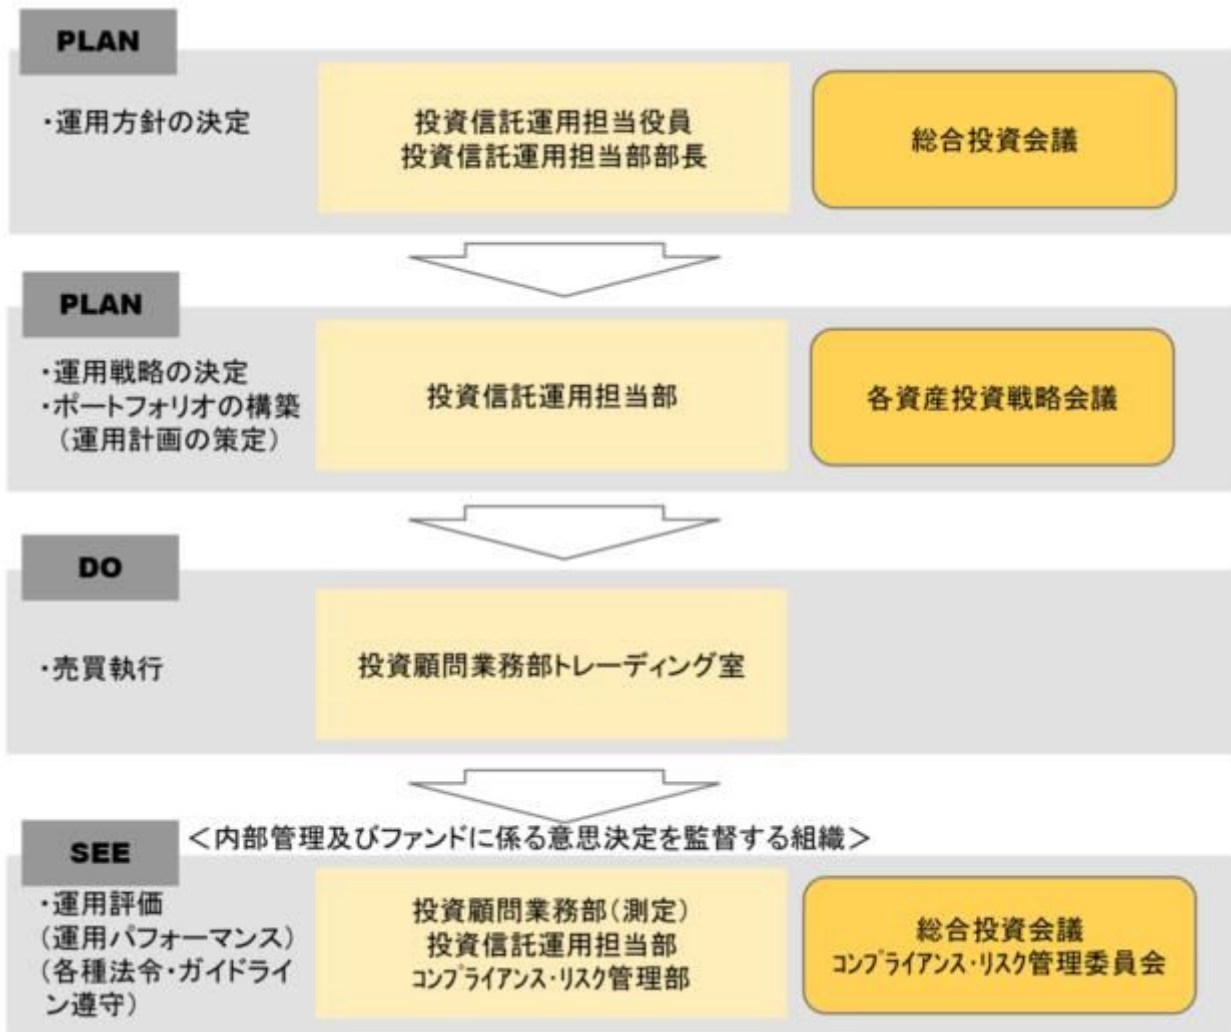 PLAN
・運用方針の決定
投資信託運用担当役員
投資信託運用担当部部長
総合投資会議
PLAN
・運用戦略の決定
・ポートフォリオの構築
（運用計画の策定）
投資信託運用担当部
各資産投資戦略会議
DO
・売買執行
投資顧問業務部トレーディング室
SEE
＜内部管理及びファンドに係る意思決定を監督する組織＞
・運用評価
(運用パフォーマンス)
(各種法令・ガイドライ
ン遵守)
投資顧問業務部(測定)
投資信託運用担当部
ｺﾝﾌﾟﾗｲｱﾝｽ・ﾘｽｸ管理部
総合投資会議
ｺﾝﾌﾟﾗｲｱﾝｽ・ﾘｽｸ管理委員会